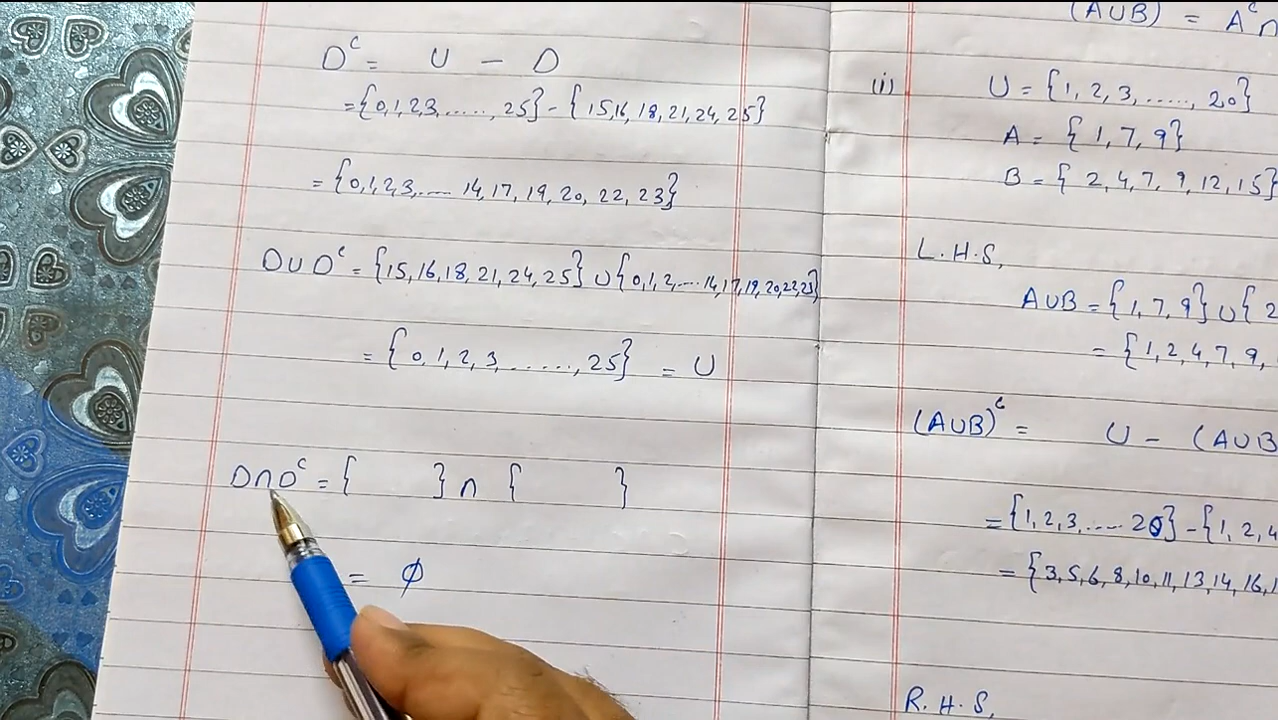 Dᶜ = U – D
= {0,1,2,3,......, 25} – {15,16, 18, 21, 24, 25}
= {0,1,2,3,..... 14, 17, 19, 20, 22, 23}
D∪Dᶜ = {15, 16, 18, 21, 24, 25} ∪ {0, 1, 2,..... 14, 17, 19, 20, 22, 23}
= {0, 1, 2, 3, ......., 25} = U
D∩Dᶜ = { } ∩ { }
= ϕ
(A∪B) = Aᶜ∩
(i) U = {1, 2, 3, ......, 20}
A = {1, 7, 9}
B = {2, 4, 7, 9, 12, 15}
L.H.S,
A∪B = {1, 7, 9} ∪ {2
= {1, 2, 4, 7, 9,
(A∪B)ᶜ = U – (A∪B
= {1, 2, 3,..... 20} – {1, 2, 4
= {3, 5, 6, 8, 10, 11, 13, 14, 16, 1
R.H.S,